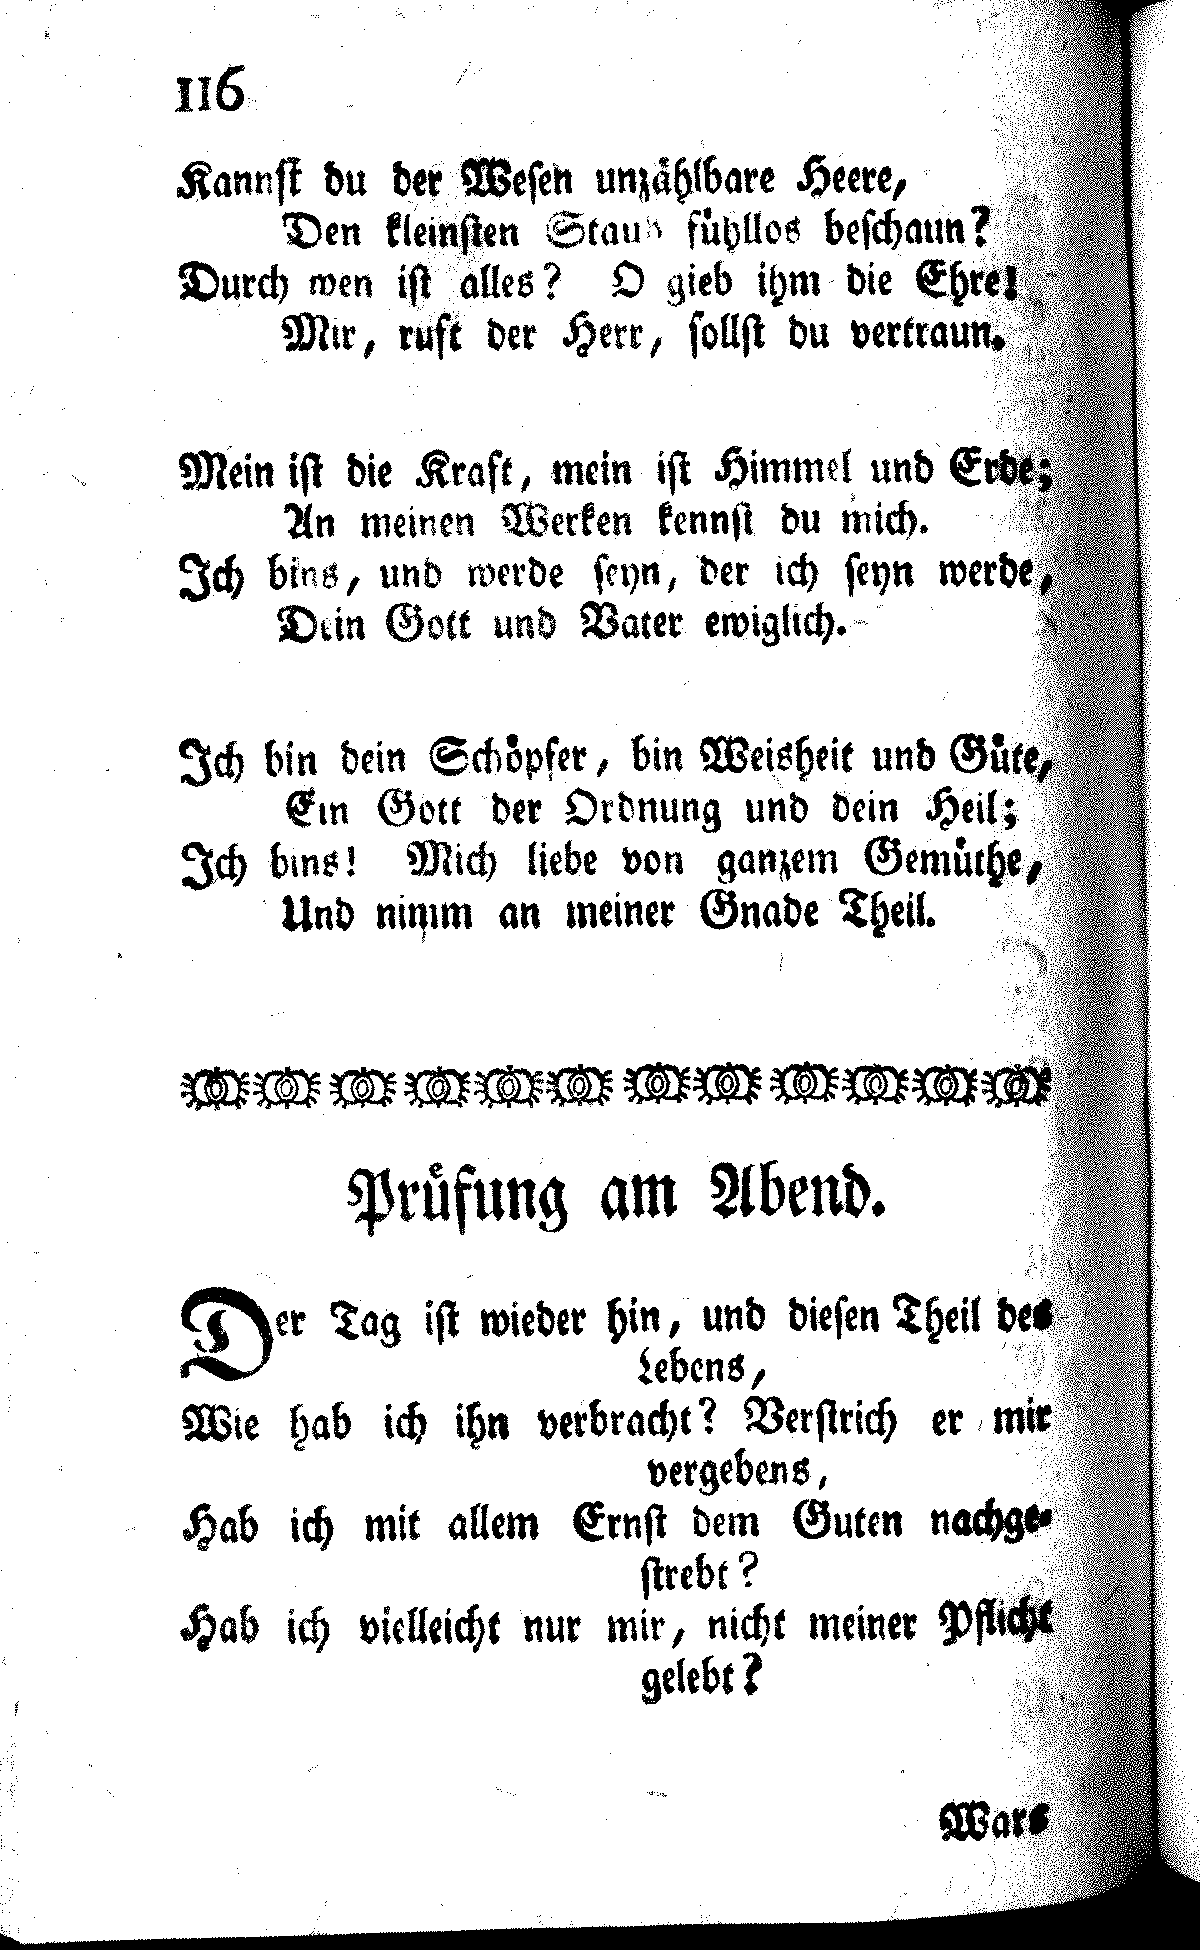 116
Kannst du der Wesen unzählbare Heere,
Den kleinsten Staub fühllos beschaun?
Durch wen ist alles? O gieb ihm die Ehre!
Mir, ruft der Herr, sollst du vertraun.
Mein ist die Kraft, mein ist Himmel und Erde;
An meinen Werken kennst du mich.
Ich bins, und werde seyn, der ich seyn werde,
Dein Gott und Vater ewiglich.
Ich bin dein Schöpfer, bin Weisheit und Güte,
Ein Gott der Ordnung und dein Heil;
Ich bins! Mich liebe von ganzem Gemüthe,
Und nimm an meiner Gnade Theil.
Prüfung am Abend.
Der Tag ist wieder hin, und diesen Theil des
Lebens,
Wie hab ich ihn verbracht? Verstrich er mir
vergebens,
Hab ich mit allem Ernst dem Guten nachge-
strebt?
Hab ich vielleicht nur mir, nicht meiner Pflicht
gelebt?
Wars